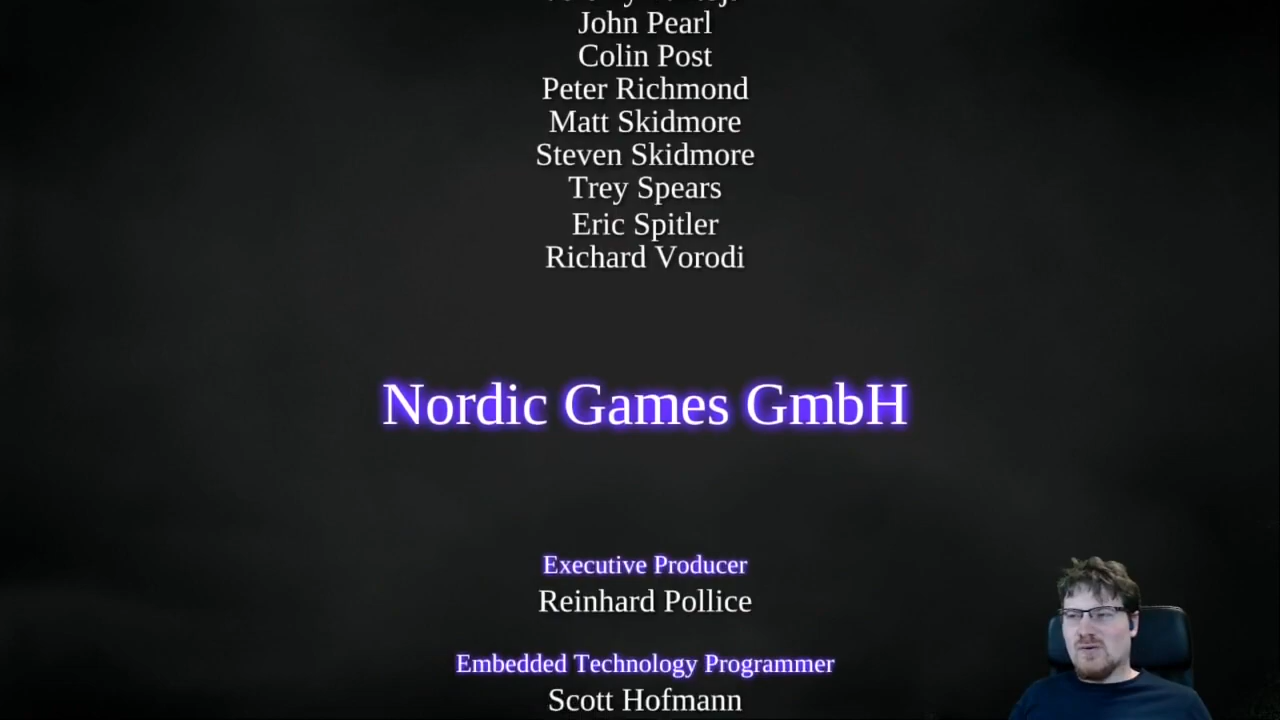 John Pearl
Colin Post
Peter Richmond
Matt Skidmore
Steven Skidmore
Trey Spears
Eric Spitler
Richard Vorodi
Nordic Games GmbH
Executive Producer
Reinhard Pollice
Embedded Technology Programmer
Scott Hofmann